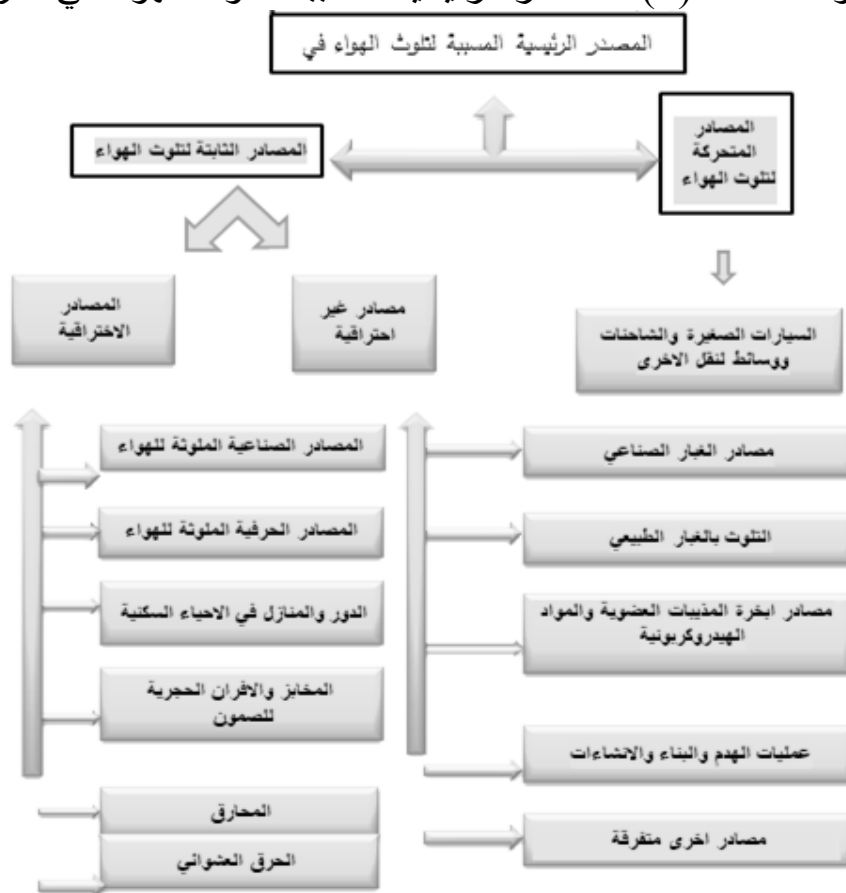 المصدر الرئيسية المسببة لتلوث الهواء في
المصادر
المتحركة
لتلوث الهواء
المصادر الثابتة لتلوث الهواء
السيارات الصغيرة والشاحنات
ووسائط لنقل الاخرى
مصادر غير
احتراقية
المصادر
الاختراقية
مصادر الغبار الصناعي
التلوث بالغبار الطبيعي
مصادر ابخرة المذيبات العضوية والمواد
الهيدروكربونية
عمليات الهدم والبناء والانشاءات
مصادر اخرى متفرقة
المصادر الصناعية الملوثة للهواء
المصادر الحرفية الملوثة للهواء
الدور والمنازل في الاحياء السكنية
المخابز والافران الحجرية
للصمون
المحارق
الحرق العشوائي